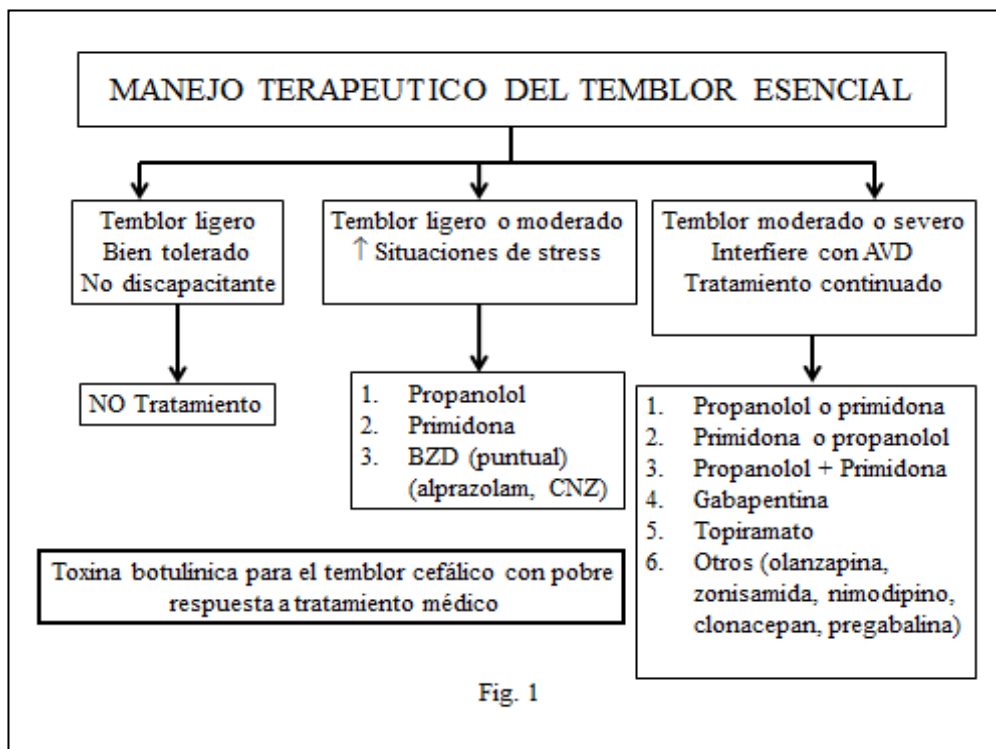 MANEJO TERAPEUTICO DEL TEMBLOR ESENCIAL
Temblor ligero
Bien tolerado
No discapacitante
NO Tratamiento
Temblor ligero o moderado
↑ Situaciones de stress
1. Propanolol
2. Primidona
3. BZD (puntual)
(alprazolam, CNZ)
Temblor moderado o severo
Interfiere con AVD
Tratamiento continuado
1. Propanolol o primidona
2. Primidona o propanolol
3. Propanolol + Primidona
4. Gabapentina
5. Topiramato
6. Otros (olanzapina,
zonisamida, nimodipino,
clonacepan, pregabalina)
Toxina botulínica para el temblor cefálico con pobre
respuesta a tratamiento médico
Fig. 1